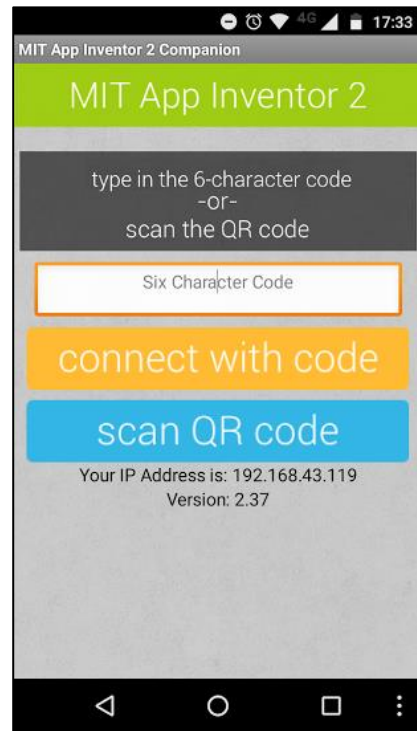 4G 17:33
MIT App Inventor 2 Companion
MIT App Inventor 2
type in the 6-character code
-or-
scan the QR code
Six Character Code
connect with code
scan QR code
Your IP Address is: 192.168.43.119
Version: 2.37